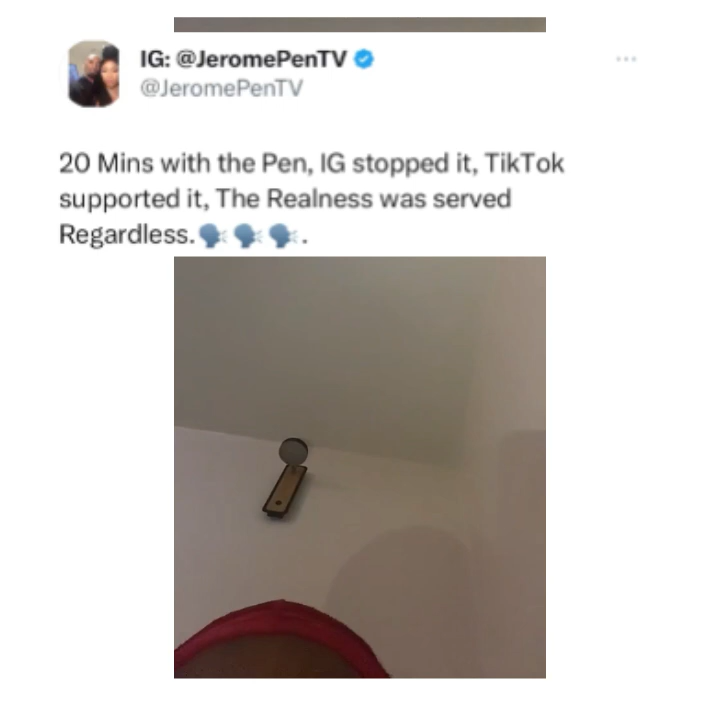 IG: @JeromePenTV
@JeromePenTV
20 Mins with the Pen, IG stopped it, TikTok
supported it, The Realness was served
Regardless.🗣️🗣️🗣️.